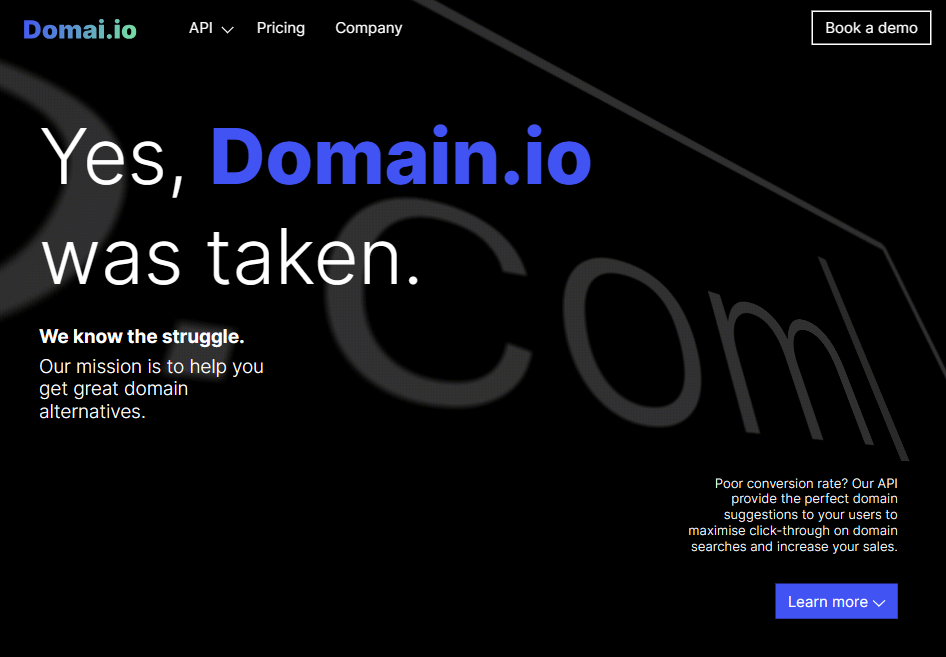 Domai.io
API
Pricing
Company
Book a demo
Yes, Domain.io
was taken.
.Com
We know the struggle.
Our mission is to help you
get great domain
alternatives.
Poor conversion rate? Our API
provide the perfect domain
suggestions to your users to
maximise click-through on domain
searches and increase your sales.
Learn more